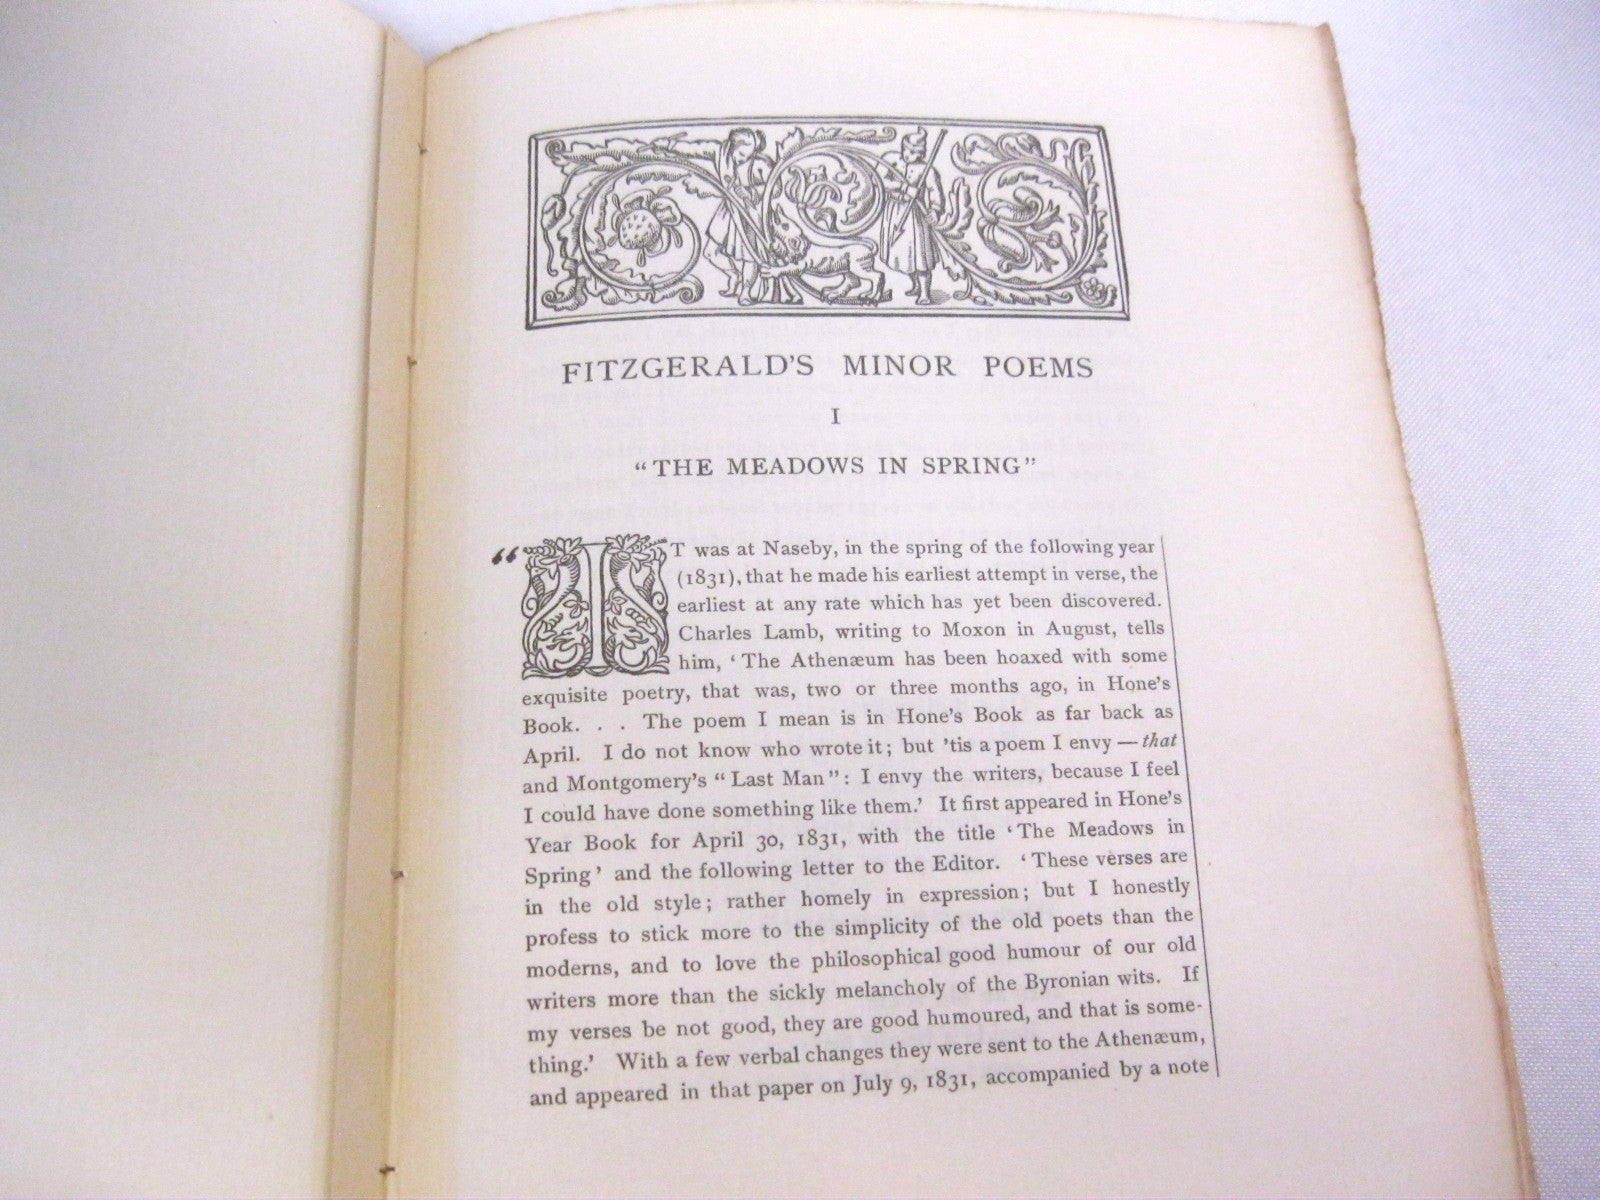 FITZGERALD'S MINOR POEMS
I
"THE MEADOWS IN SPRING"
"IT was at Naseby, in the spring of the following year
(1831), that he made his earliest attempt in verse, the
earliest at any rate which has yet been discovered.
Charles Lamb, writing to Moxon in August, tells
him, 'The Athenæum has been hoaxed with some
exquisite poetry, that was, two or three months ago, in Hone's
Book. . . The poem I mean is in Hone's Book as far back as
April. I do not know who wrote it; but 'tis a poem I envy—that
and Montgomery's "Last Man": I envy the writers, because I feel
I could have done something like them.' It first appeared in Hone's
Year Book for April 30, 1831, with the title 'The Meadows in
Spring' and the following letter to the Editor. 'These verses are
in the old style; rather homely in expression; but I honestly
profess to stick more to the simplicity of the old poets than the
moderns, and to love the philosophical good humour of our old
writers more than the sickly melancholy of the Byronian wits. If
my verses be not good, they are good humoured, and that is some-
thing.' With a few verbal changes they were sent to the Athenæum,
and appeared in that paper on July 9, 1831, accompanied by a note